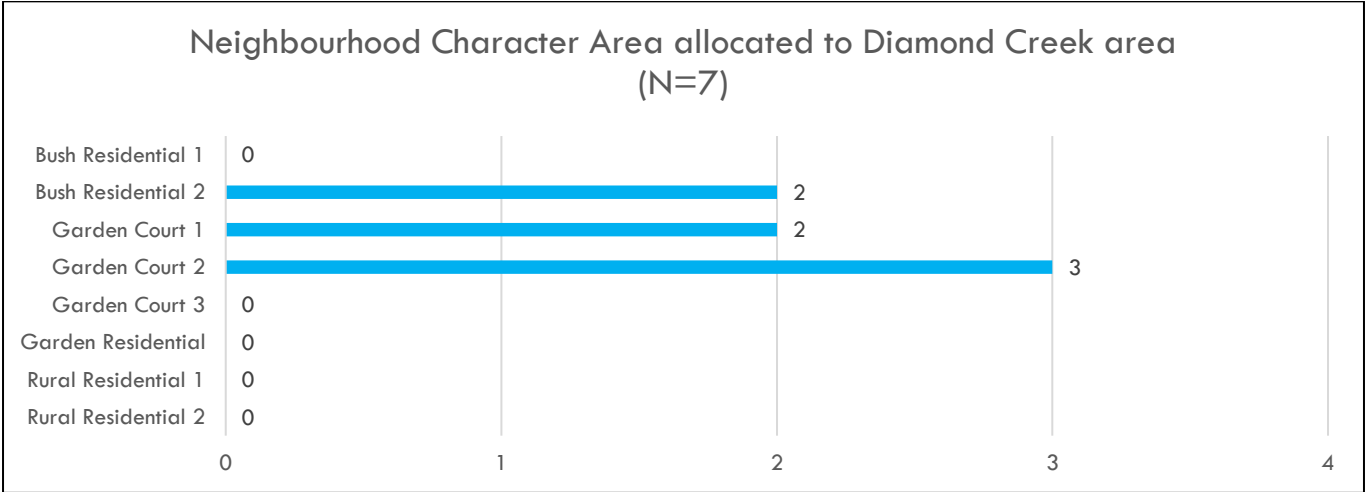 Neighbourhood Character Area allocated to Diamond Creek area
(N=7)
Bush Residential 1 0
Bush Residential 2 2
Garden Court 1 2
Garden Court 2 3
Garden Court 3 0
Garden Residential 0
Rural Residential 1 0
Rural Residential 2 0
0 1 2 3 4